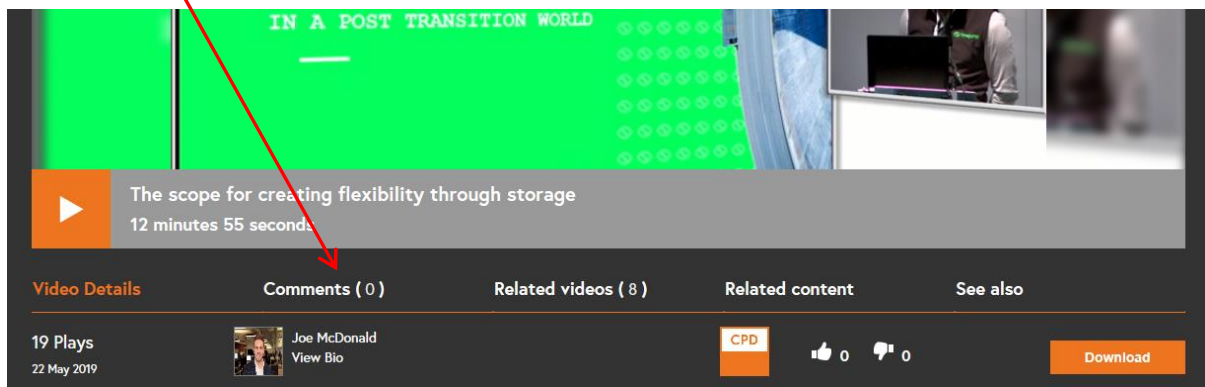 IN A POST TRANSITION WORLD
The scope for creating flexibility through storage
12 minutes 55 seconds
Video Details
Comments ( 0 )
Related videos ( 8 )
Related content
See also
19 Plays
22 May 2019
Joe McDonald
View Bio
CPD
0
0
Download